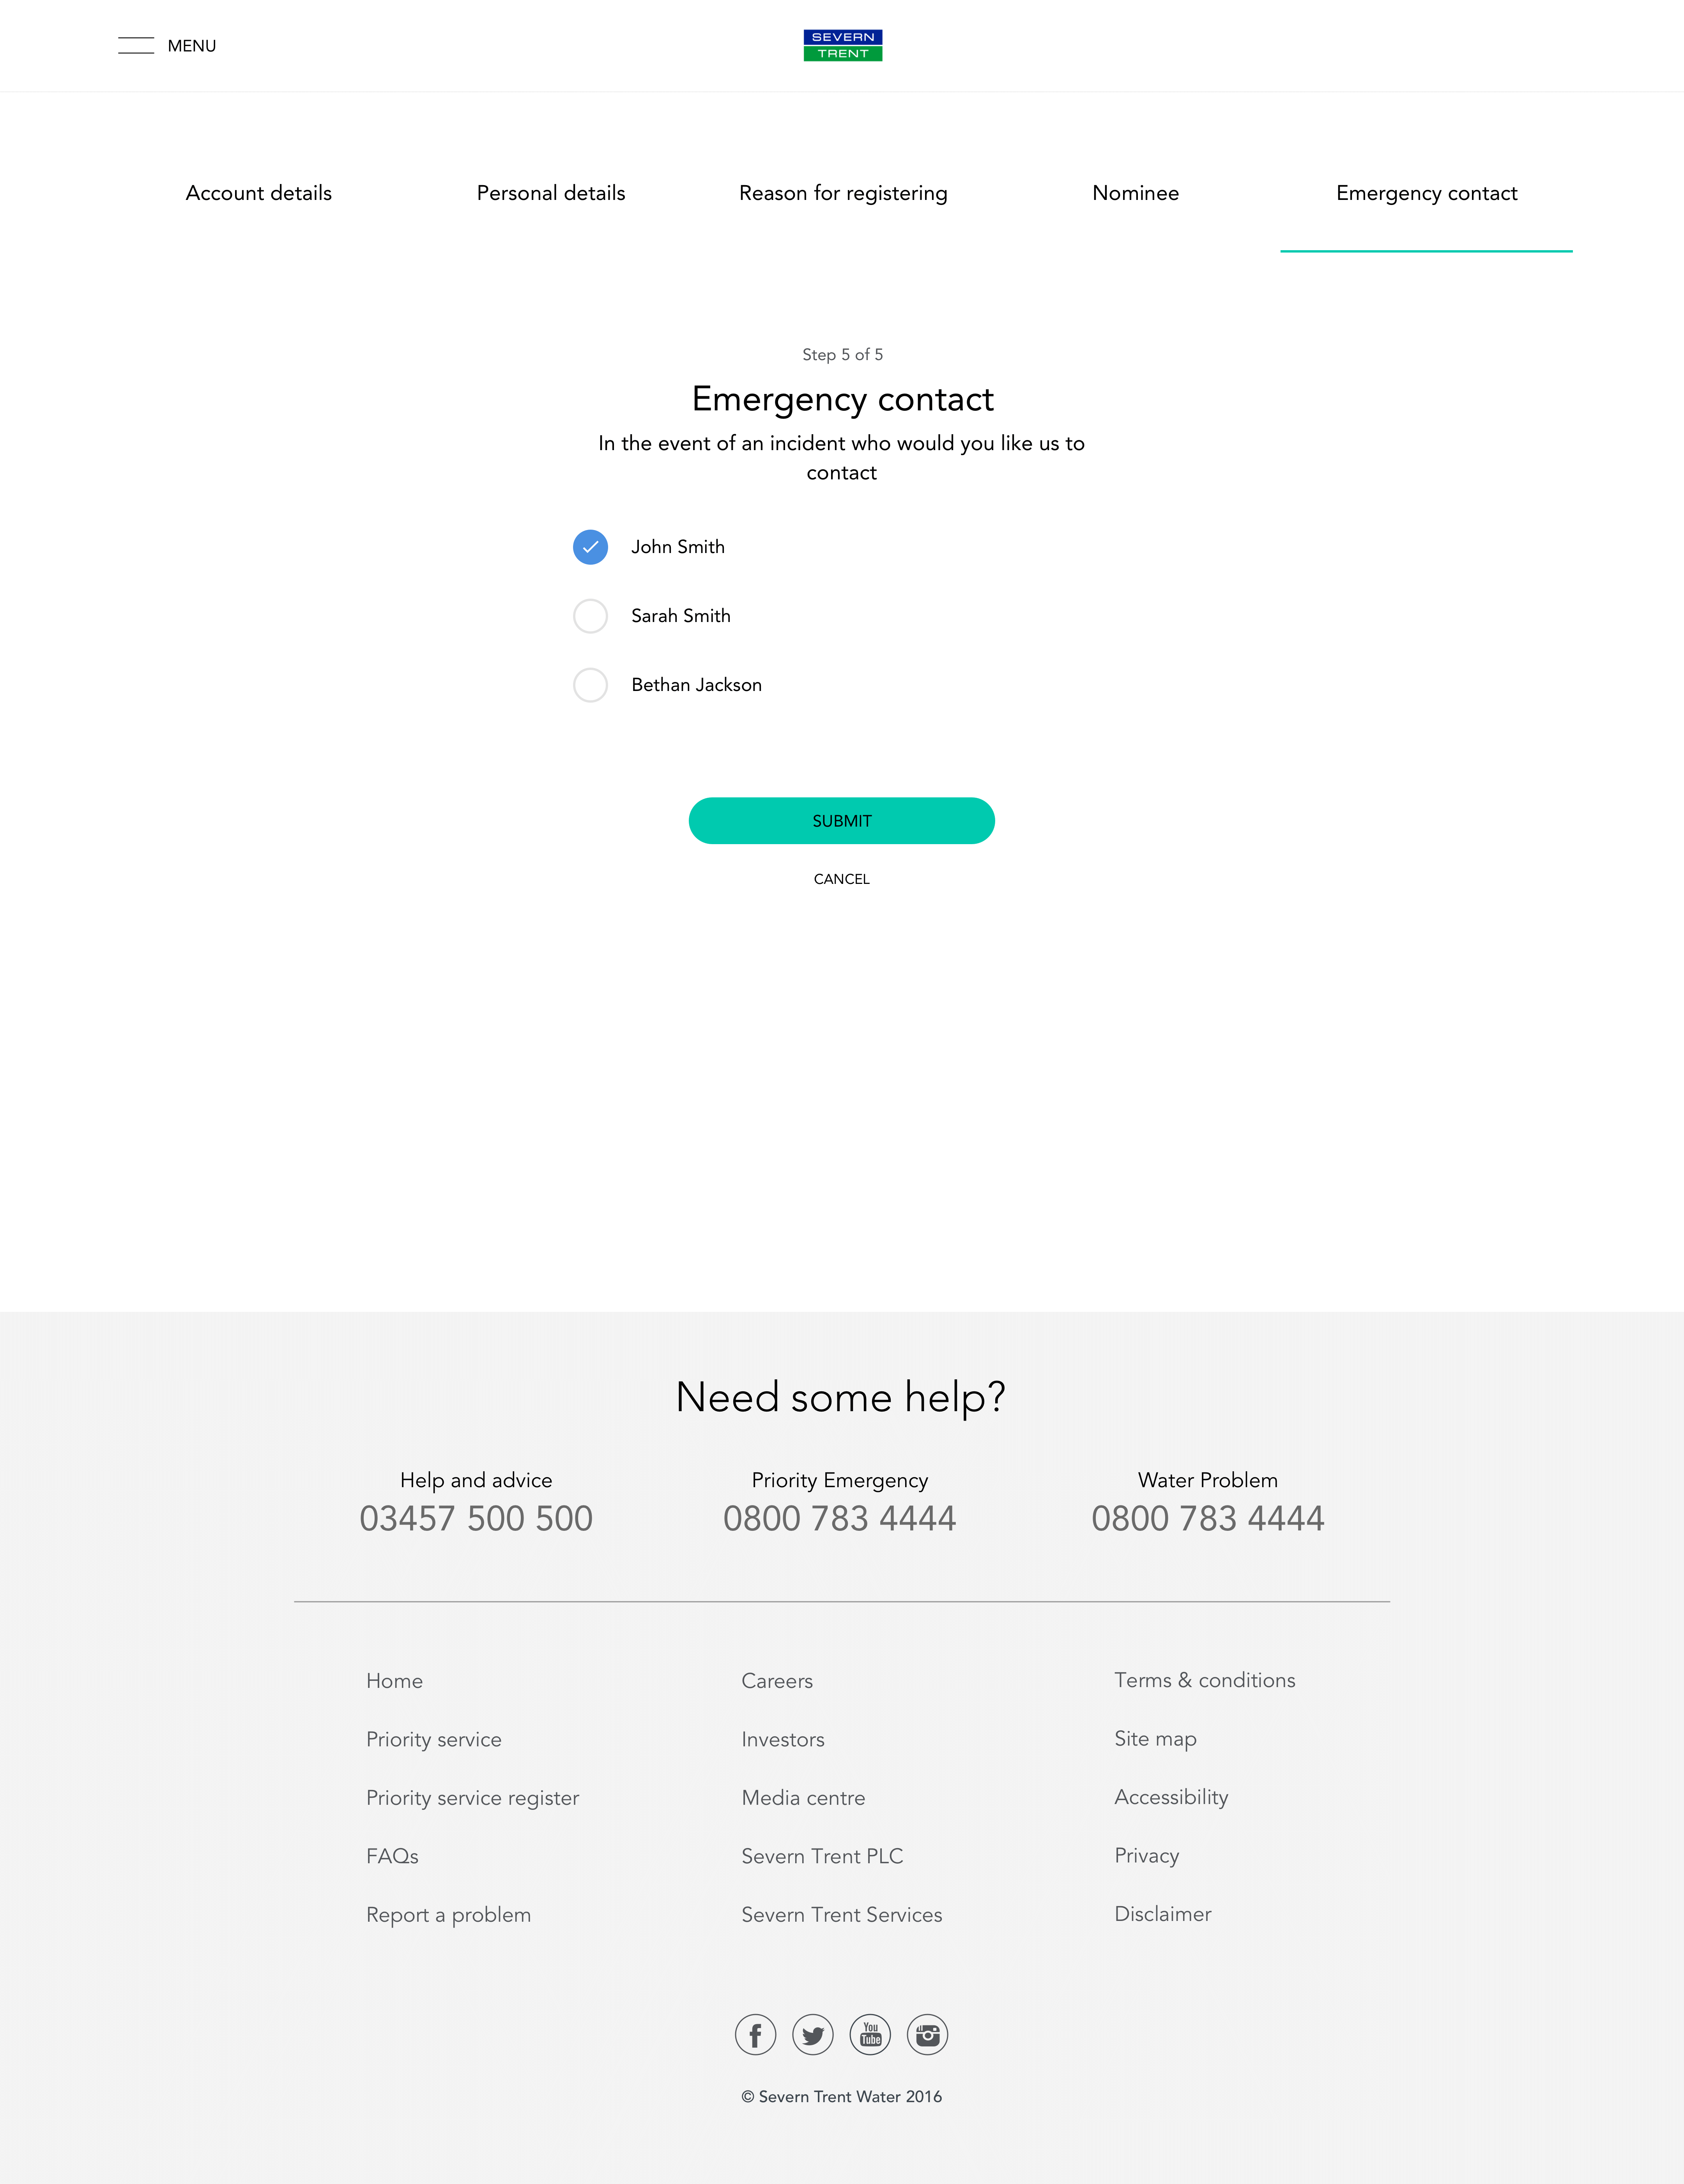 MENU
SEVERN
TRENT
Account details
Personal details
Reason for registering
Nominee
Emergency contact
Step 5 of 5
Emergency contact
In the event of an incident who would you like us to
contact
John Smith
Sarah Smith
Bethan Jackson
SUBMIT
CANCEL
Need some help?
Help and advice
03457 500 500
Priority Emergency
0800 783 4444
Water Problem
0800 783 4444
Home
Priority service
Priority service register
FAQs
Report a problem
Careers
Investors
Media centre
Severn Trent PLC
Severn Trent Services
Terms & conditions
Site map
Accessibility
Privacy
Disclaimer
You
Tube
© Severn Trent Water 2016